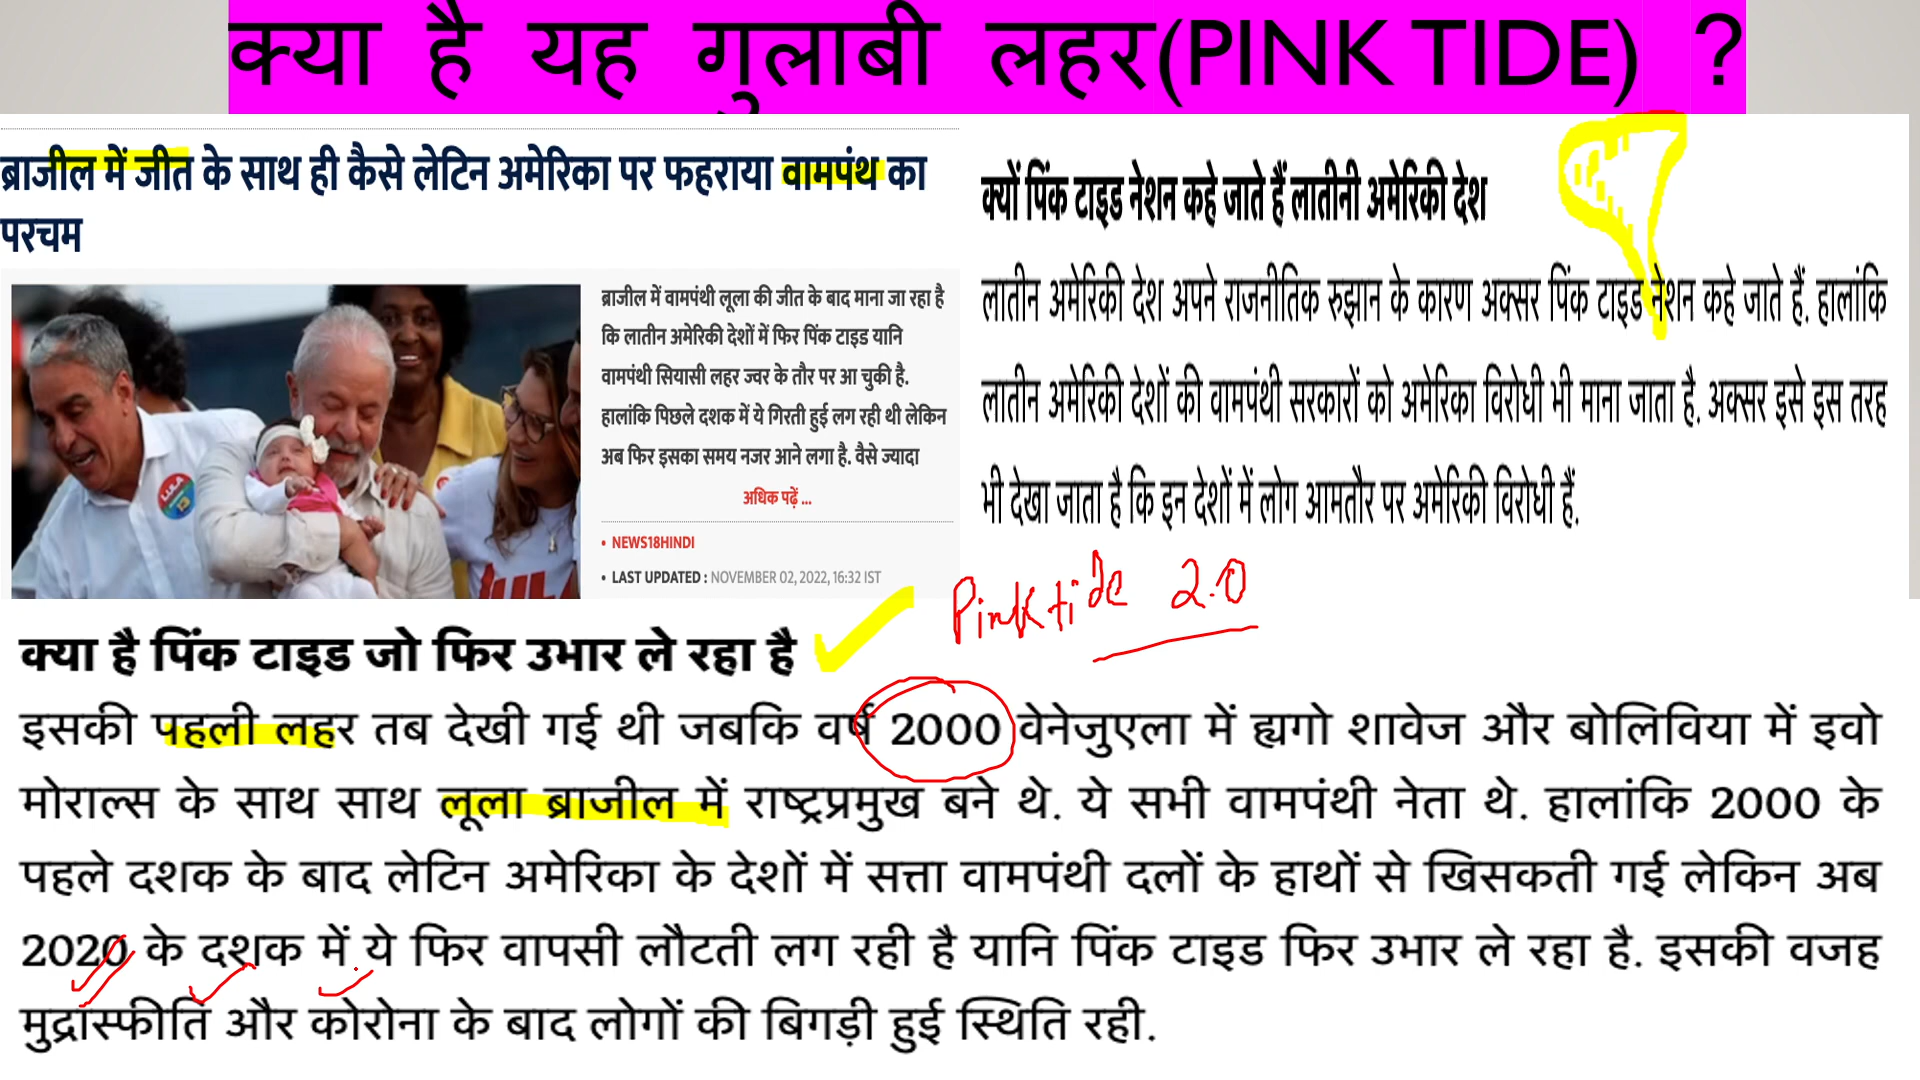 क्या है यह गुलाबी लहर(PINK TIDE) ?
ब्राजील में जीत के साथ ही कैसे लेटिन अमेरिका पर फहराया वामपंथ का
परचम
ब्राजील में वामपंथी लूला की जीत के बाद माना जा रहा है
कि लातीन अमेरिकी देशों में फिर पिंक टाइड यानि
वामपंथी सियासी लहर ज्वर के तौर पर आ चुकी है.
हालांकि पिछले दशक में ये गिरती हुई लग रही थी लेकिन
अब फिर इसका समय नजर आने लगा है. वैसे ज्यादा
अधिक पढ़ें ...
• NEWS18HINDI
• LAST UPDATED : NOVEMBER 02, 2022, 16:32 IST
LULA
क्यों पिंक टाइड नेशन कहे जाते हैं लातीनी अमेरिकी देश
लातीन अमेरिकी देश अपने राजनीतिक रुझान के कारण अक्सर पिंक टाइड नेशन कहे जाते हैं. हालांकि
लातीन अमेरिकी देशों की वामपंथी सरकारों को अमेरिका विरोधी भी माना जाता है. अक्सर इसे इस तरह
भी देखा जाता है कि इन देशों में लोग आमतौर पर अमेरिकी विरोधी हैं.
Pink tide 2.0
क्या है पिंक टाइड जो फिर उभार ले रहा है
इसकी पहली लहर तब देखी गई थी जबकि वर्ष 2000 वेनेजुएला में ह्यगो शावेज और बोलिविया में इवो
मोराल्स के साथ साथ लूला ब्राजील में राष्ट्रप्रमुख बने थे. ये सभी वामपंथी नेता थे. हालांकि 2000 के
पहले दशक के बाद लेटिन अमेरिका के देशों में सत्ता वामपंथी दलों के हाथों से खिसकती गई लेकिन अब
2020 के दशक में ये फिर वापसी लौटती लग रही है यानि पिंक टाइड फिर उभार ले रहा है. इसकी वजह
मुद्रास्फीति और कोरोना के बाद लोगों की बिगड़ी हुई स्थिति रही.